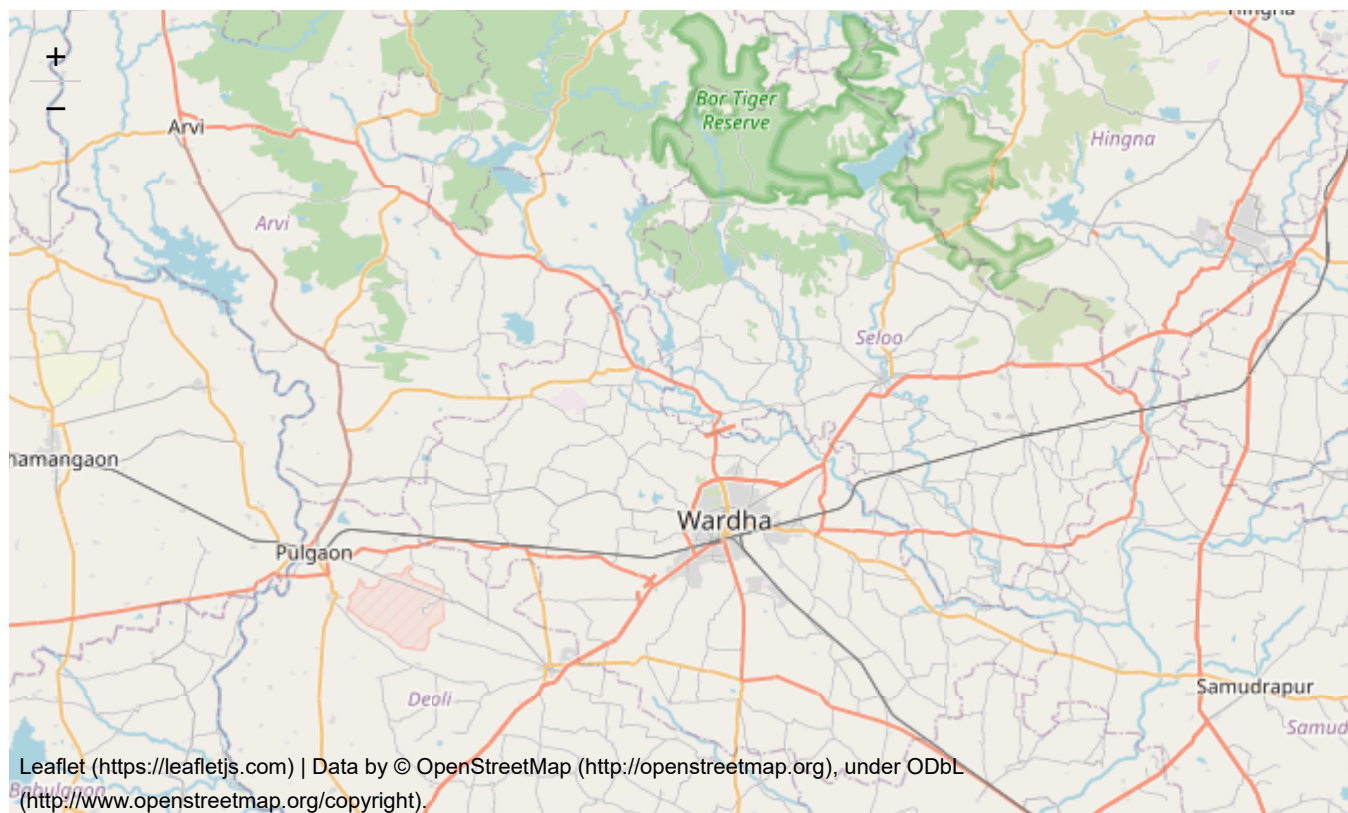 Hingna
+
−
Bor Tiger
Reserve
Arvi
Hingna
Arvi
Seloo
hamangaon
Wardha
Pulgaon
Samudrapur
Deoli
Samud
Leaflet (https://leafletjs.com) | Data by © OpenStreetMap (http://openstreetmap.org), under ODbL
Babulgaon
(http://www.openstreetmap.org/copyright).